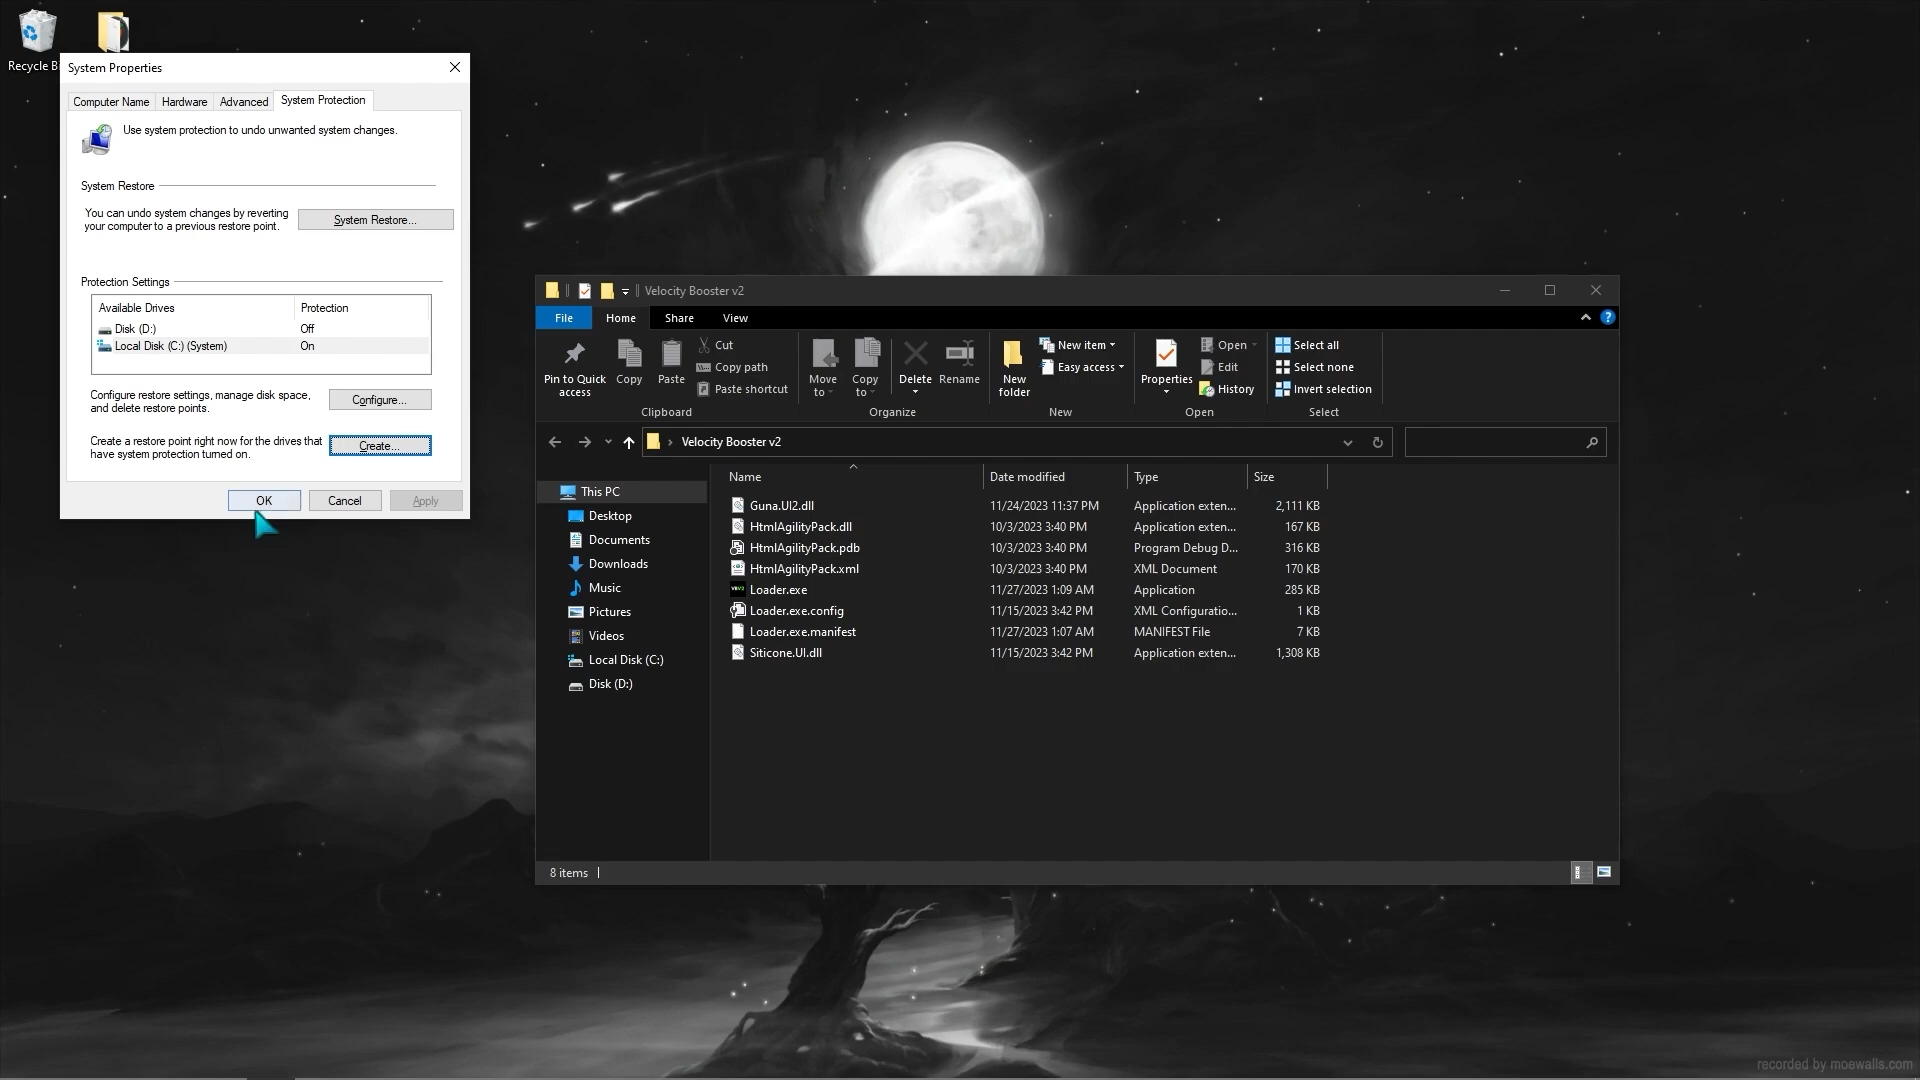 Recycle Bi
System Properties
Computer Name Hardware Advanced System Protection
Use system protection to undo unwanted system changes.
System Restore
You can undo system changes by reverting
your computer to a previous restore point.
System Restore...
Protection Settings
Available Drives Protection
Disk (D:) Off
Local Disk (C:) (System) On
Configure restore settings, manage disk space,
and delete restore points.
Configure...
Create a restore point right now for the drives that
have system protection turned on.
Create...
OK Cancel Apply
Velocity Booster v2
File Home Share View
Pin to Quick
access
Copy
Paste
Cut
Copy path
Paste shortcut
Clipboard
Move
to
Copy
to
Delete
Rename
Organize
New
folder
New item
Easy access
New
Properties
Open
Edit
History
Open
Select all
Select none
Invert selection
Select
Velocity Booster v2
This PC
Desktop
Documents
Downloads
Music
Pictures
Videos
Local Disk (C:)
Disk (D:)
Name Date modified Type Size
Guna.UI2.dll 11/24/2023 11:37 PM Application exten... 2,111 KB
HtmlAgilityPack.dll 10/3/2023 3:40 PM Application exten... 167 KB
HtmlAgilityPack.pdb 10/3/2023 3:40 PM Program Debug D... 316 KB
HtmlAgilityPack.xml 10/3/2023 3:40 PM XML Document 170 KB
Loader.exe 11/27/2023 1:09 AM Application 285 KB
Loader.exe.config 11/15/2023 3:42 PM XML Configuratio... 1 KB
Loader.exe.manifest 11/27/2023 1:07 AM MANIFEST File 7 KB
Siticone.UI.dll 11/15/2023 3:42 PM Application exten... 1,308 KB
8 items
recorded by moewalls.com